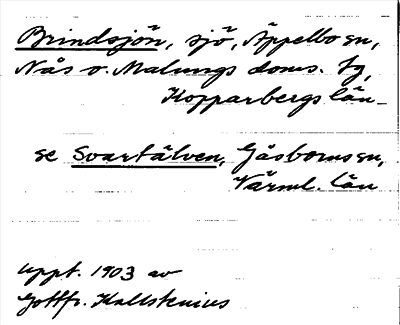 Brindsjön, sjö, Äppelbo sn,
Nås o. Malungs doms. tg,
Kopparbergs län
se Svartälven, Gåsborns sn,
Värml. län
Uppt. 1903 av
Gottfr. Kallstenius